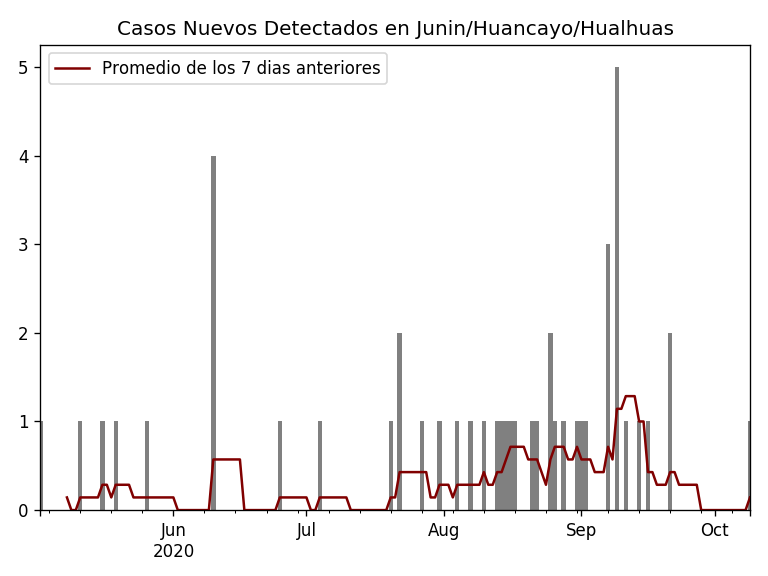 Casos Nuevos Detectados en Junin/Huancayo/Hualhuas
Promedio de los 7 dias anteriores
5
4
3
2
1
0
Jun Jul Aug Sep Oct
2020